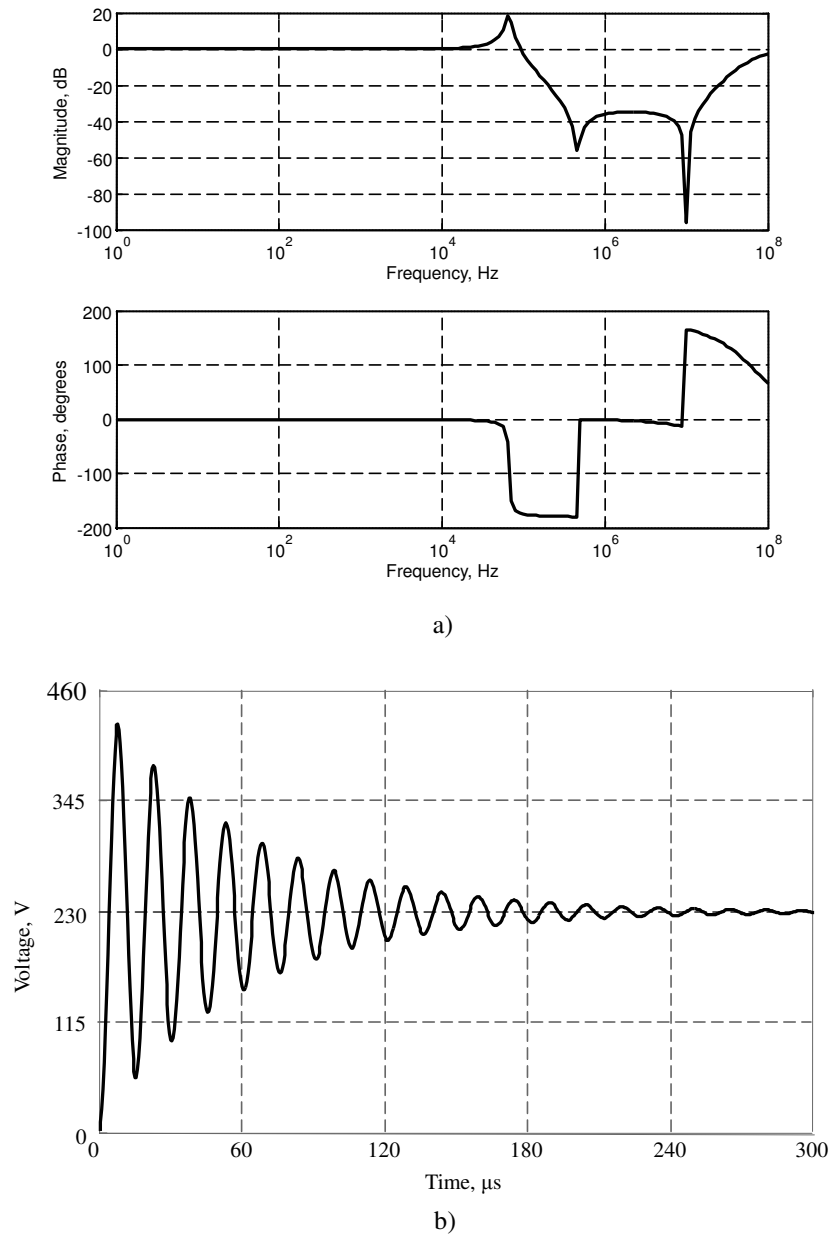 20
0
-20
-40
-60
-80
-100
Magnitude, dB
10^0 10^2 10^4 10^6 10^8
Frequency, Hz
200
100
0
-100
-200
Phase, degrees
10^0 10^2 10^4 10^6 10^8
Frequency, Hz
a)
460
345
230
115
0
Voltage, V
0 60 120 180 240 300
Time, µs
b)